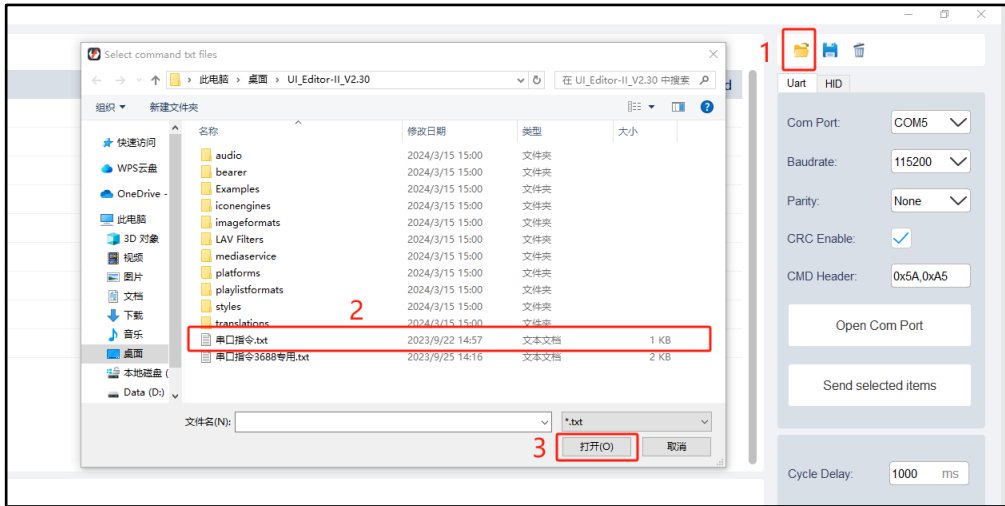 Select command txt files
此电脑 › 桌面 › UI_Editor-II_V2.30
在 UI_Editor-II_V2.30 中搜索
组织 新建文件夹
名称 修改日期 类型 大小
快速访问
WPS云盘
OneDrive -
此电脑
3D 对象
视频
图片
文档
下载
音乐
桌面
本地磁盘 (
Data (D:)
audio 2024/3/15 15:00 文件夹
bearer 2024/3/15 15:00 文件夹
Examples 2024/3/15 15:00 文件夹
iconengines 2024/3/15 15:00 文件夹
imageformats 2024/3/15 15:00 文件夹
LAV Filters 2024/3/15 15:00 文件夹
mediaservice 2024/3/15 15:00 文件夹
platforms 2024/3/15 15:00 文件夹
playlistformats 2024/3/15 15:00 文件夹
styles 2024/3/15 15:00 文件夹
2
translations 2024/3/15 15:00 文件夹
串口指令.txt 2023/9/22 14:57 文本文档 1 KB
串口指令3688专用.txt 2023/9/25 14:16 文本文档 2 KB
文件名(N): *.txt
3 打开(O) 取消
1
d
Uart HID
Com Port: COM5
Baudrate: 115200
Parity: None
CRC Enable:
CMD Header: 0x5A,0xA5
Open Com Port
Send selected items
Cycle Delay: 1000 ms